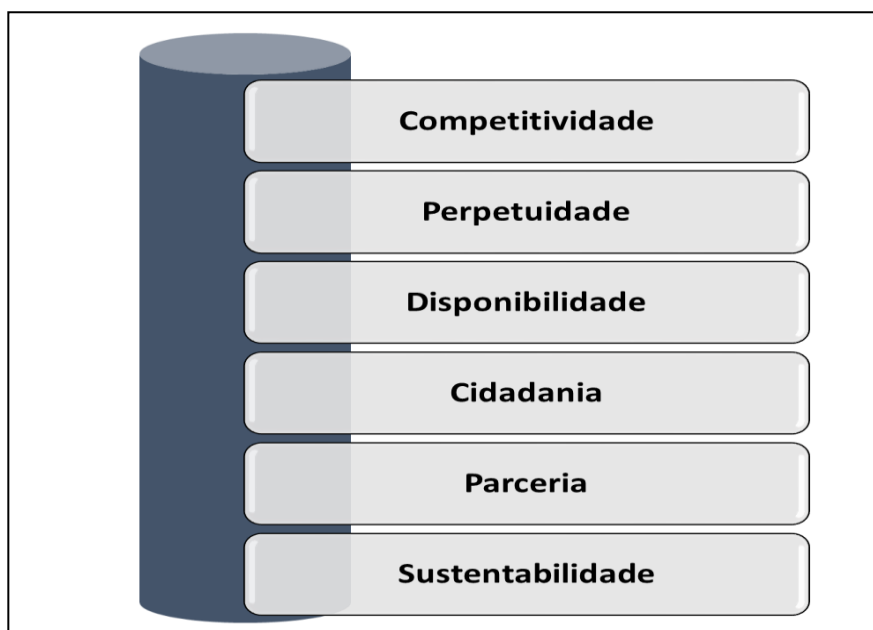 Competitividade
Perpetuidade
Disponibilidade
Cidadania
Parceria
Sustentabilidade